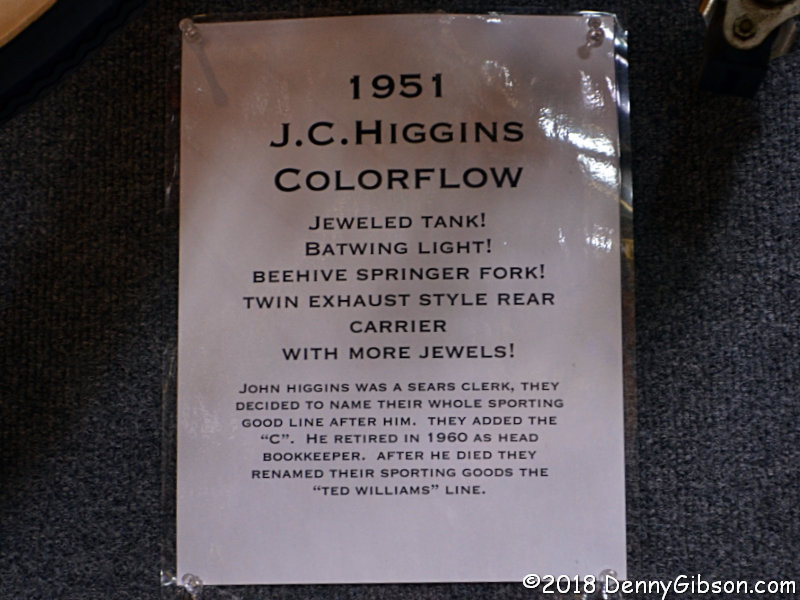 1951
J.C.Higgins
Colorflow
Jeweled tank!
Batwing light!
beehive springer fork!
twin exhaust style rear
carrier
with more jewels!
John higgins was a sears clerk, they
decided to name their whole sporting
good line after him. they added the
“C”. He retired in 1960 as head
bookkeeper. after he died they
renamed their sporting goods the
“ted williams” line.
©2018 DennyGibson.com